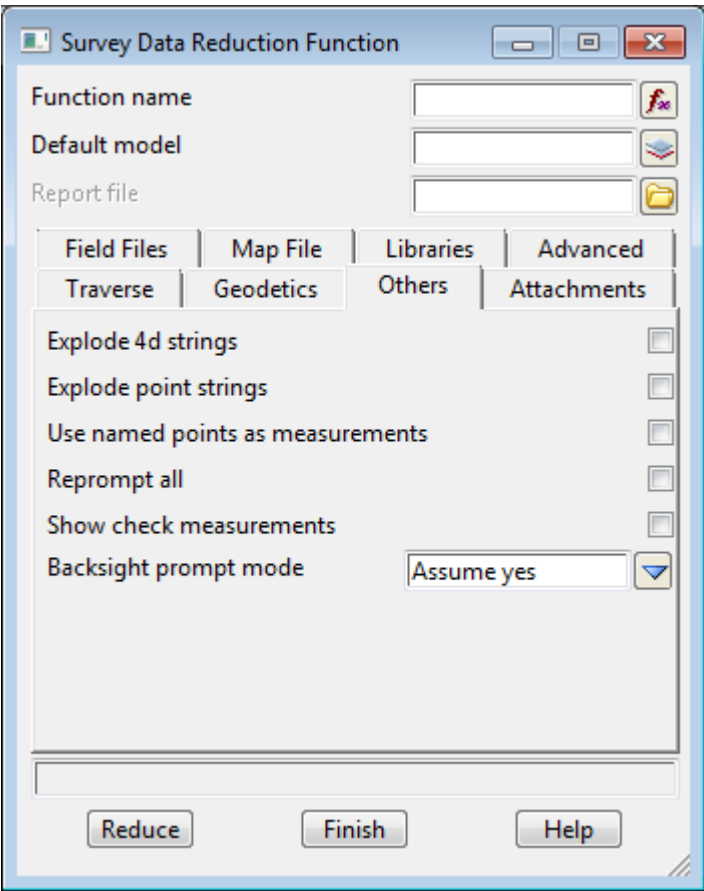 Survey Data Reduction Function
Function name
Default model
Report file
Field Files Map File Libraries Advanced
Traverse Geodetics Others Attachments
Explode 4d strings
Explode point strings
Use named points as measurements
Reprompt all
Show check measurements
Backsight prompt mode Assume yes
Reduce Finish Help